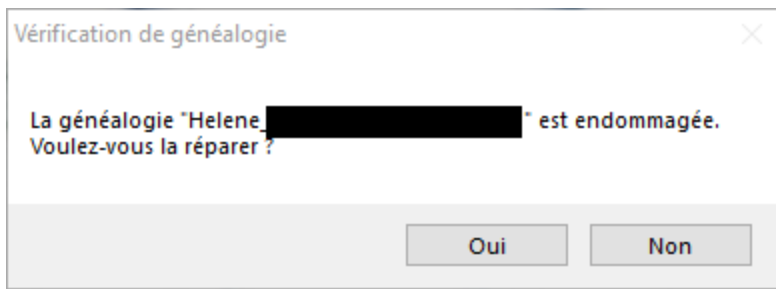 Vérification de généalogie
La généalogie "Helene_ " est endommagée.
Voulez-vous la réparer ?
Oui
Non